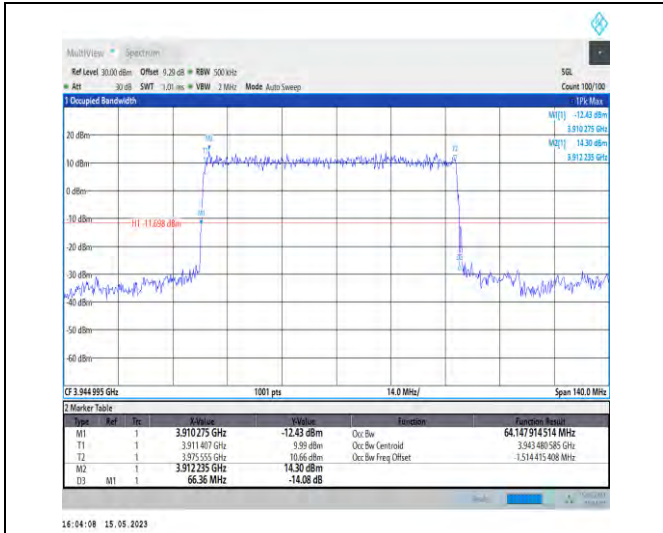 MultiView Spectrum
Ref Level 30.00 dBm Offset 9.29 dB RBW 500 kHz SGL
Att 30 dB SWT 1.01 ms VBW 2 MHz Mode Auto Sweep Count 100/100
1 Occupied Bandwidth 1Pk Max
M1[1] -12.43 dBm
3.910 275 GHz
20 dBm M2[1] 14.30 dBm
3.912 235 GHz
10 dBm
0 dBm
-10 dBm
H1 -11.698 dBm
-20 dBm
-30 dBm
-40 dBm
-50 dBm
-60 dBm
CF 3.944 995 GHz 1001 pts 14.0 MHz/ Span 140.0 MHz
2 Marker Table
Type Ref Trc X-Value Y-Value Function Function Result
M1 1 3.910 275 GHz -12.43 dBm Occ Bw 64.147 914 514 MHz
T1 1 3.911 407 GHz 9.99 dBm Occ Bw Centroid 3.943 480 585 GHz
T2 1 3.975 555 GHz 10.66 dBm Occ Bw Freq Offset -1.514 415 408 MHz
M2 1 3.912 235 GHz 14.30 dBm
D3 M1 1 66.36 MHz -14.08 dB
16:04:08 15.05.2023